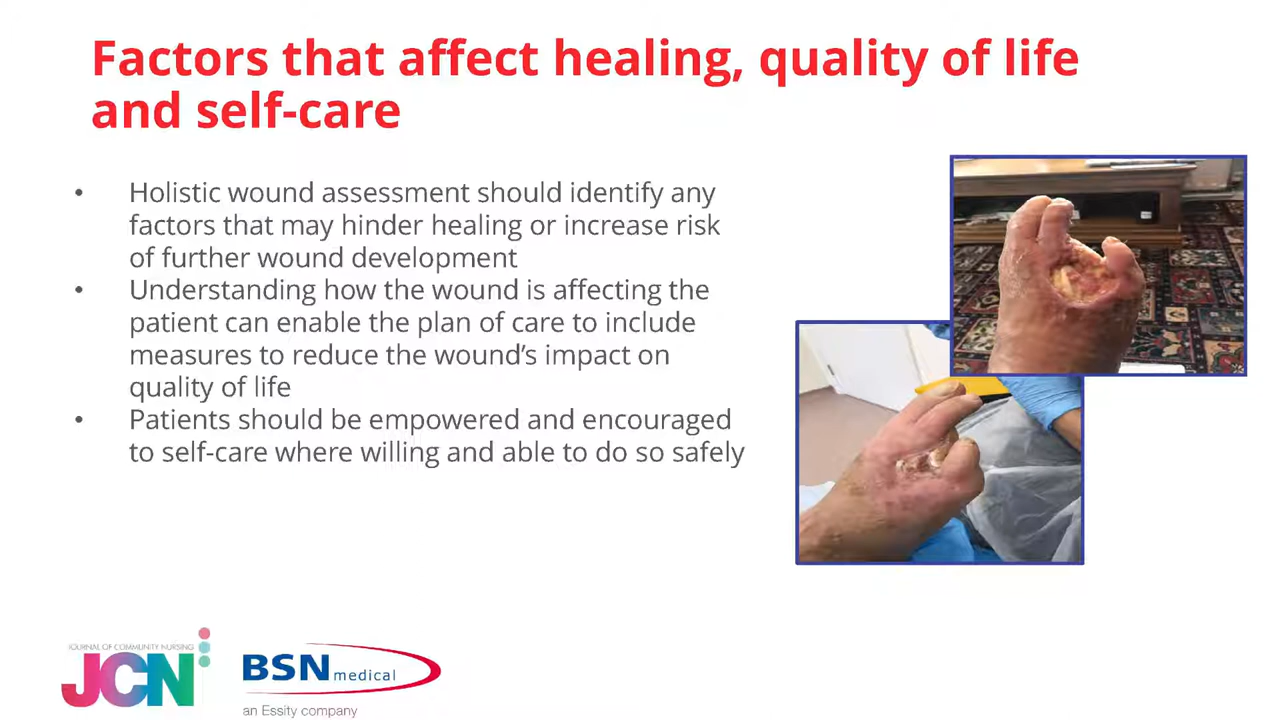 Factors that affect healing, quality of life
and self-care
• Holistic wound assessment should identify any
factors that may hinder healing or increase risk
of further wound development
• Understanding how the wound is affecting the
patient can enable the plan of care to include
measures to reduce the wound’s impact on
quality of life
• Patients should be empowered and encouraged
to self-care where willing and able to do so safely
JOURNAL OF COMMUNITY NURSING
JCN
BSN medical
an Essity company